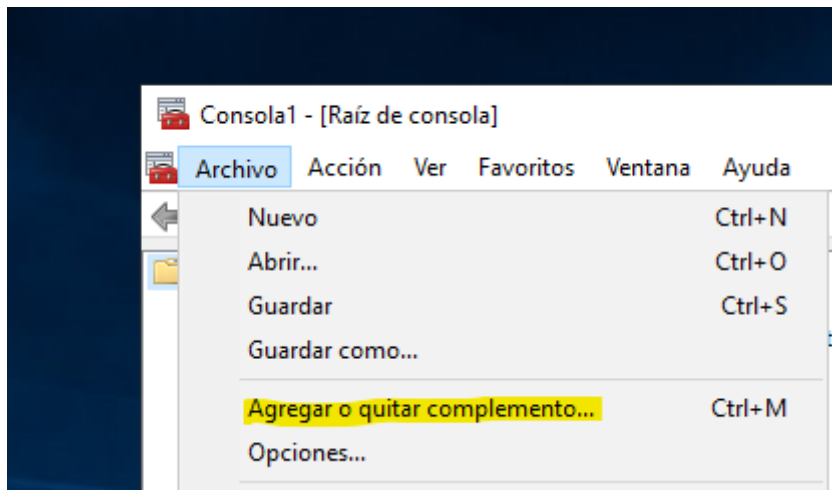 Consola1 - [Raíz de consola]
Archivo Acción Ver Favoritos Ventana Ayuda
Nuevo Ctrl+N
Abrir... Ctrl+O
Guardar Ctrl+S
Guardar como...
Agregar o quitar complemento... Ctrl+M
Opciones...